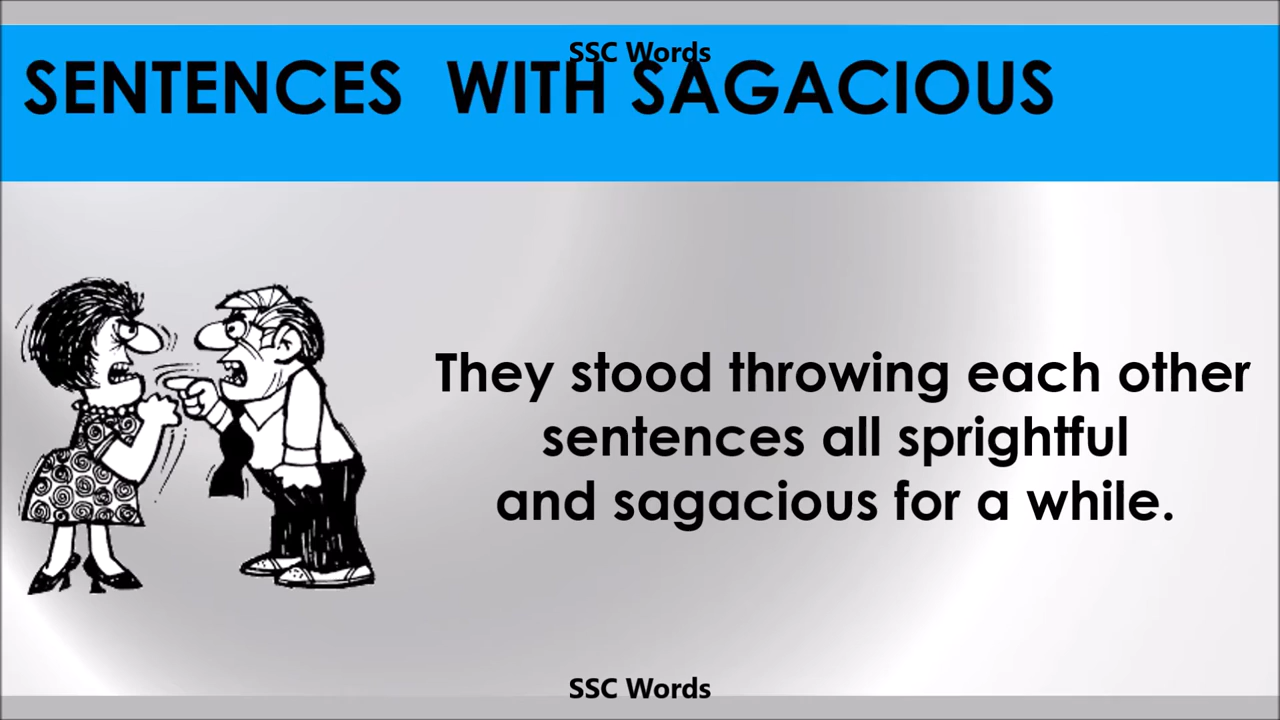 SSC Words
SENTENCES WITH SAGACIOUS
They stood throwing each other
sentences all sprightful
and sagacious for a while.
SSC Words